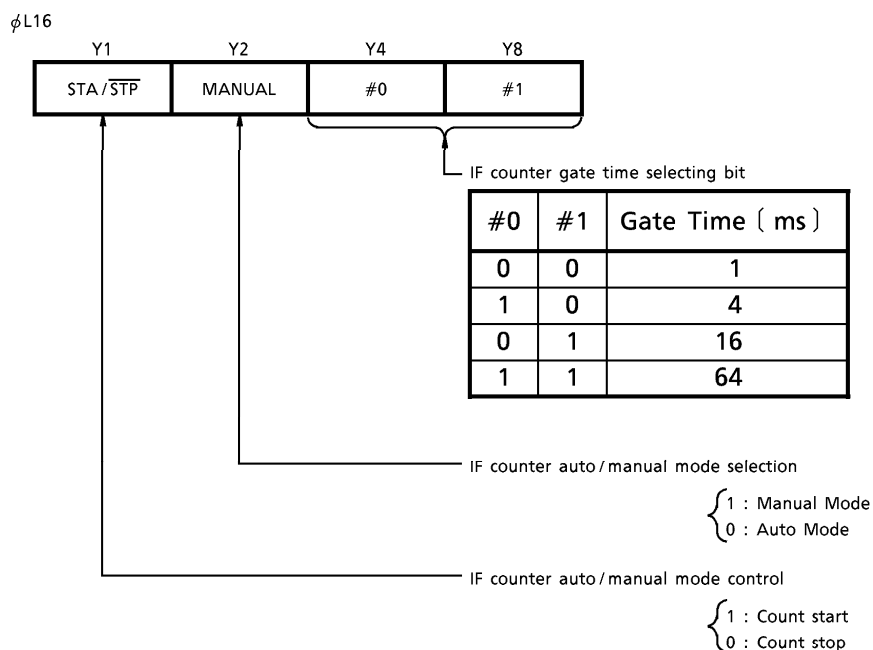 ϕL16
Y1 Y2 Y4 Y8
STA/S̅T̅P̅ MANUAL #0 #1
IF counter gate time selecting bit
#0 #1 Gate Time ( ms )
0 0 1
1 0 4
0 1 16
1 1 64
IF counter auto/manual mode selection
1 : Manual Mode
0 : Auto Mode
IF counter auto/manual mode control
1 : Count start
0 : Count stop